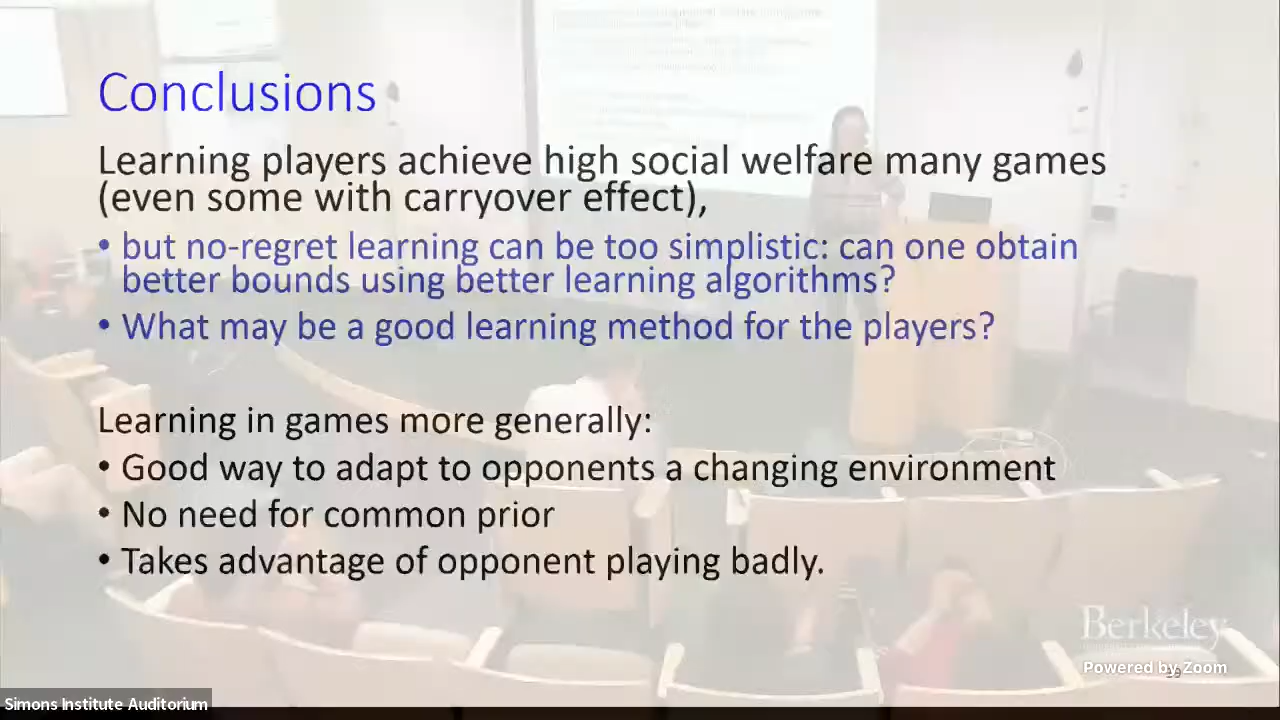 Conclusions
Learning players achieve high social welfare many games
(even some with carryover effect),
• but no-regret learning can be too simplistic: can one obtain
better bounds using better learning algorithms?
• What may be a good learning method for the players?
Learning in games more generally:
• Good way to adapt to opponents a changing environment
• No need for common prior
• Takes advantage of opponent playing badly.
Berkeley
Powered by Zoom
Simons Institute Auditorium